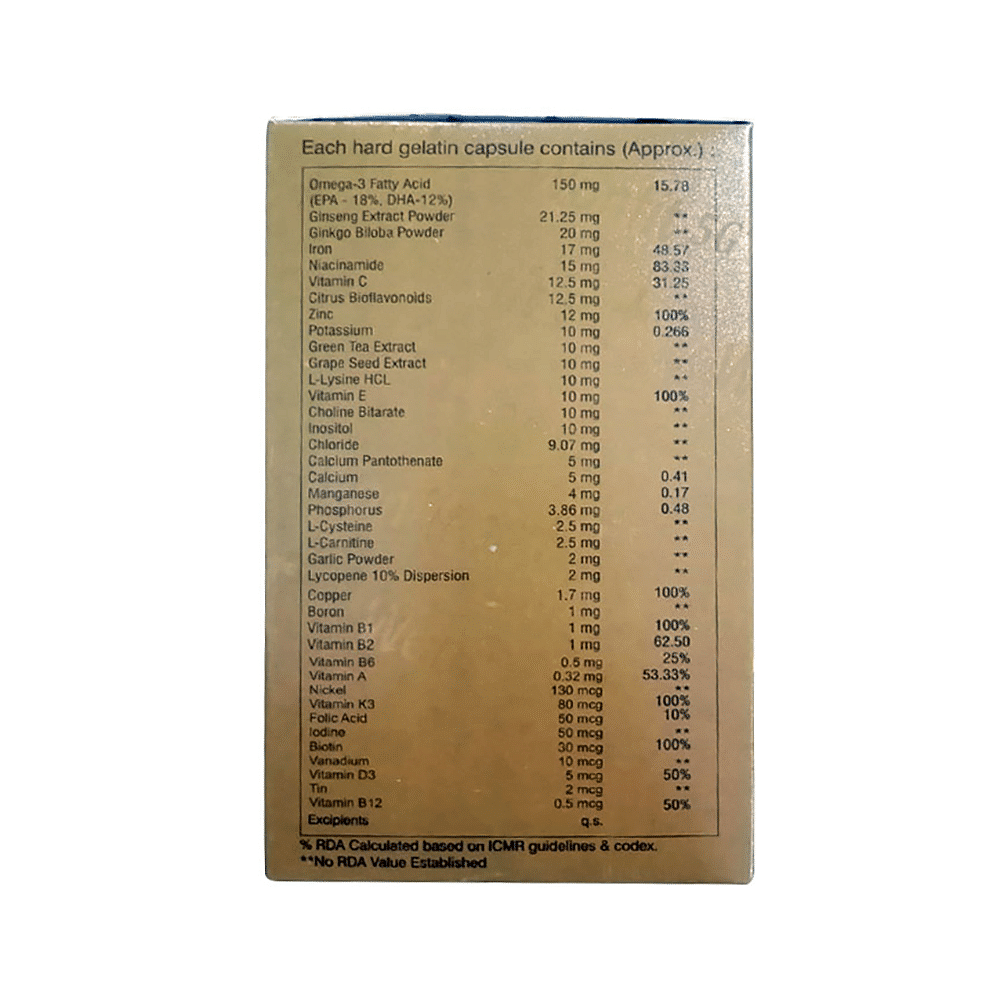 Each hard gelatin capsule contains (Approx.) :
Omega-3 Fatty Acid 150 mg 15.78
(EPA - 18%, DHA-12%)
Ginseng Extract Powder 21.25 mg **
Ginkgo Biloba Powder 20 mg **
Iron 17 mg 48.57
Niacinamide 15 mg 83.33
Vitamin C 12.5 mg 31.25
Citrus Bioflavonoids 12.5 mg **
Zinc 12 mg 100%
Potassium 10 mg 0.266
Green Tea Extract 10 mg **
Grape Seed Extract 10 mg **
L-Lysine HCL 10 mg **
Vitamin E 10 mg 100%
Choline Bitarate 10 mg **
Inositol 10 mg **
Chloride 9.07 mg **
Calcium Pantothenate 5 mg **
Calcium 5 mg 0.41
Manganese 4 mg 0.17
Phosphorus 3.86 mg 0.48
L-Cysteine 2.5 mg **
L-Carnitine 2.5 mg **
Garlic Powder 2 mg **
Lycopene 10% Dispersion 2 mg **
Copper 1.7 mg 100%
Boron 1 mg **
Vitamin B1 1 mg 100%
Vitamin B2 1 mg 62.50
Vitamin B6 0.5 mg 25%
Vitamin A 0.32 mg 53.33%
Nickel 130 mcg **
Vitamin K3 80 mcg 100%
Folic Acid 50 mcg 10%
Iodine 50 mcg **
Biotin 30 mcg 100%
Vanadium 10 mcg **
Vitamin D3 5 mcg 50%
Tin 2 mcg **
Vitamin B12 0.5 mcg 50%
Excipients q.s.
% RDA Calculated based on ICMR guidelines & codex.
**No RDA Value Established